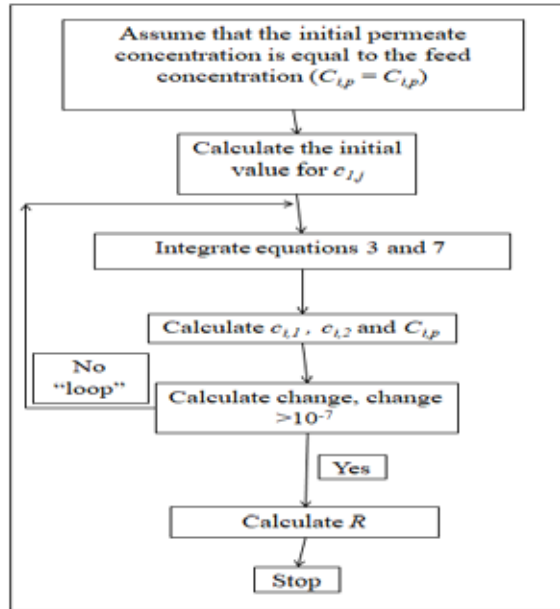 Assume that the initial permeate
concentration is equal to the feed
concentration (Ci,p = Ci,p)
Calculate the initial
value for c1,j
Integrate equations 3 and 7
Calculate ci,1 , ci,2 and Ci,p
No
“loop”
Calculate change, change
>10-7
Yes
Calculate R
Stop